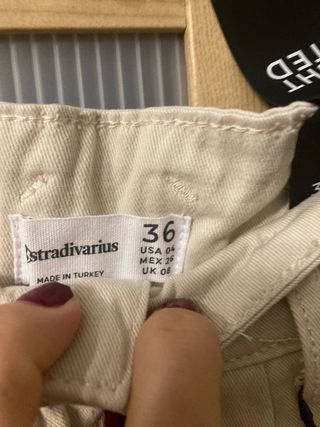 stradivarius
MADE IN TURKEY
36
USA 04
MEX 26
UK 08